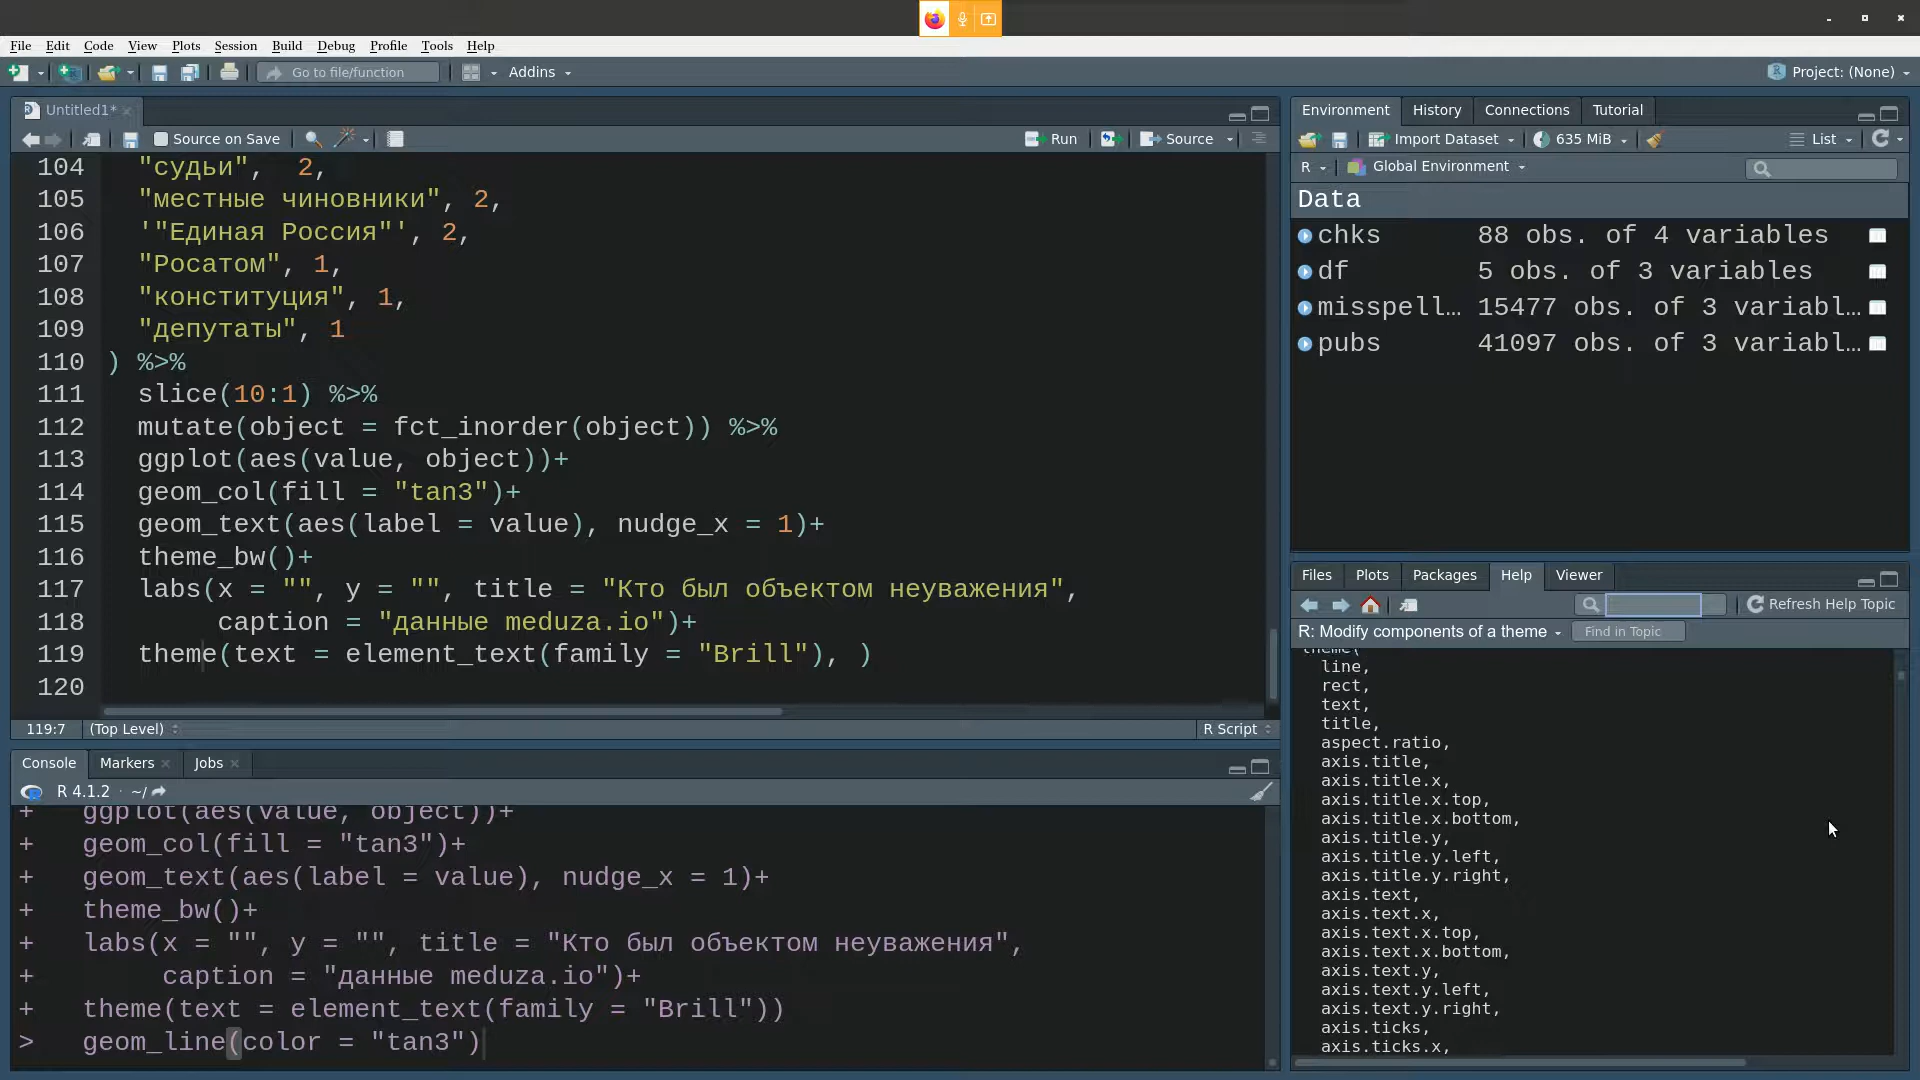 File Edit Code View Plots Session Build Debug Profile Tools Help
Go to file/function Addins Project: (None)
Untitled1*
Source on Save Run Source
104 "судьи", 2,
105 "местные чиновники", 2,
106 '"Единая Россия"', 2,
107 "Росатом", 1,
108 "конституция", 1,
109 "депутаты", 1
110 ) %>%
111 slice(10:1) %>%
112 mutate(object = fct_inorder(object)) %>%
113 ggplot(aes(value, object))+
114 geom_col(fill = "tan3")+
115 geom_text(aes(label = value), nudge_x = 1)+
116 theme_bw()+
117 labs(x = "", y = "", title = "Кто был объектом неуважения",
118 caption = "данные meduza.io")+
119 theme(text = element_text(family = "Brill"), )
120
119:7 (Top Level) R Script
Console Markers Jobs
R 4.1.2 · ~/
+ ggplot(aes(value, object))+
+ geom_col(fill = "tan3")+
+ geom_text(aes(label = value), nudge_x = 1)+
+ theme_bw()+
+ labs(x = "", y = "", title = "Кто был объектом неуважения",
+ caption = "данные meduza.io")+
+ theme(text = element_text(family = "Brill"))
> geom_line(color = "tan3")
Environment History Connections Tutorial
Import Dataset 635 MiB List
R Global Environment
Data
chks 88 obs. of 4 variables
df 5 obs. of 3 variables
misspell… 15477 obs. of 3 variabl…
pubs 41097 obs. of 3 variabl…
Files Plots Packages Help Viewer
Refresh Help Topic
R: Modify components of a theme Find in Topic
theme(
line,
rect,
text,
title,
aspect.ratio,
axis.title,
axis.title.x,
axis.title.x.top,
axis.title.x.bottom,
axis.title.y,
axis.title.y.left,
axis.title.y.right,
axis.text,
axis.text.x,
axis.text.x.top,
axis.text.x.bottom,
axis.text.y,
axis.text.y.left,
axis.text.y.right,
axis.ticks,
axis.ticks.x,